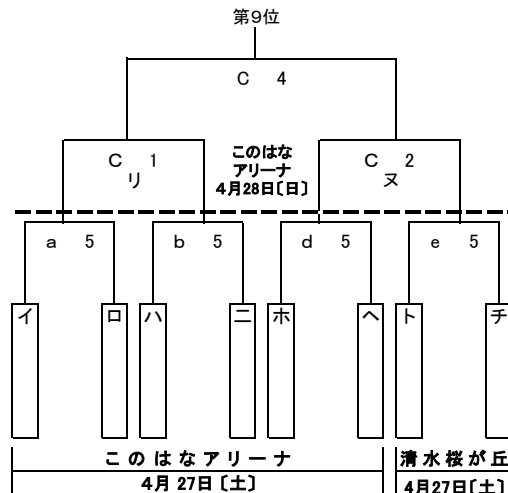 第9位
C 4
C 1
リ
このはな
アリーナ
4月28日〔日〕
C 2
ヌ
a 5
b 5
d 5
e 5
イ
ロ
ハ
ニ
ホ
ヘ
ト
チ
このはなアリーナ
清水桜が丘
4月27日〔土〕
4月27日〔土〕